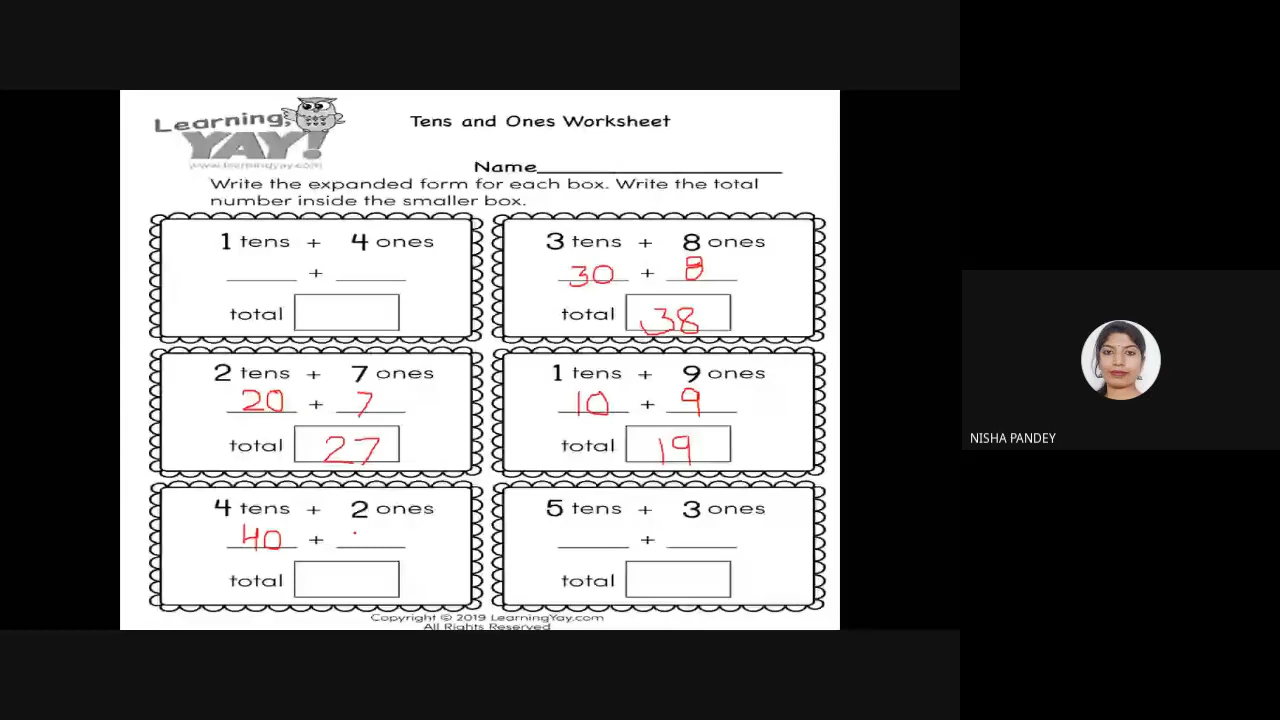 Learning,
YAY!
www.learningyay.com
Tens and Ones Worksheet
Name
Write the expanded form for each box. Write the total
number inside the smaller box.
1 tens + 4 ones
+
total
3 tens + 8 ones
30 + 8
total 38
2 tens + 7 ones
20 + 7
total 27
1 tens + 9 ones
10 + 9
total 19
4 tens + 2 ones
40 +
total
5 tens + 3 ones
+
total
Copyright © 2019 LearningYay.com
All Rights Reserved
NISHA PANDEY